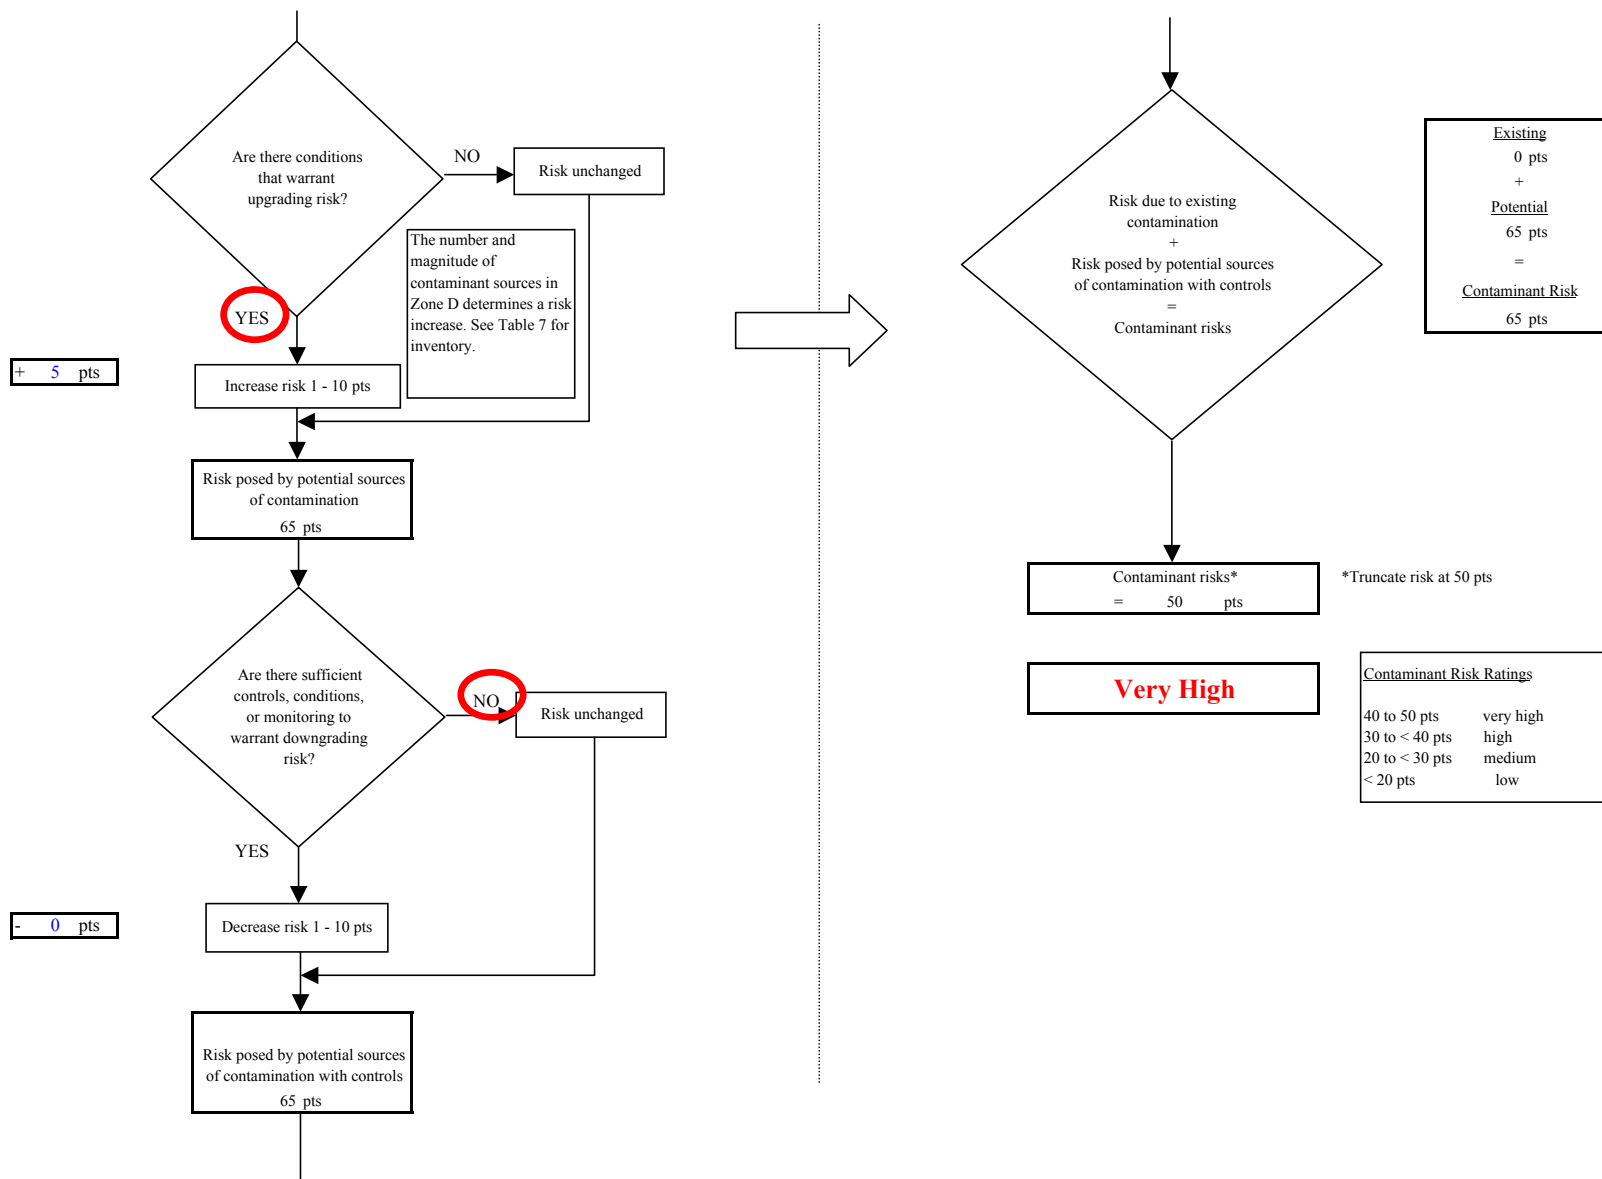 Are there conditions
that warrant
upgrading risk?
NO
Risk unchanged
The number and
magnitude of
contaminant sources in
Zone D determines a risk
increase. See Table 7 for
inventory.
YES
+ 5 pts
Increase risk 1 - 10 pts
Risk posed by potential sources
of contamination
65 pts
Are there sufficient
controls, conditions,
or monitoring to
warrant downgrading
risk?
NO
Risk unchanged
YES
- 0 pts
Decrease risk 1 - 10 pts
Risk posed by potential sources
of contamination with controls
65 pts
Risk due to existing
contamination
+
Risk posed by potential sources
of contamination with controls
=
Contaminant risks
Existing
0 pts
+
Potential
65 pts
=
Contaminant Risk
65 pts
Contaminant risks*
= 50 pts
*Truncate risk at 50 pts
Very High
Contaminant Risk Ratings
40 to 50 pts very high
30 to < 40 pts high
20 to < 30 pts medium
< 20 pts low